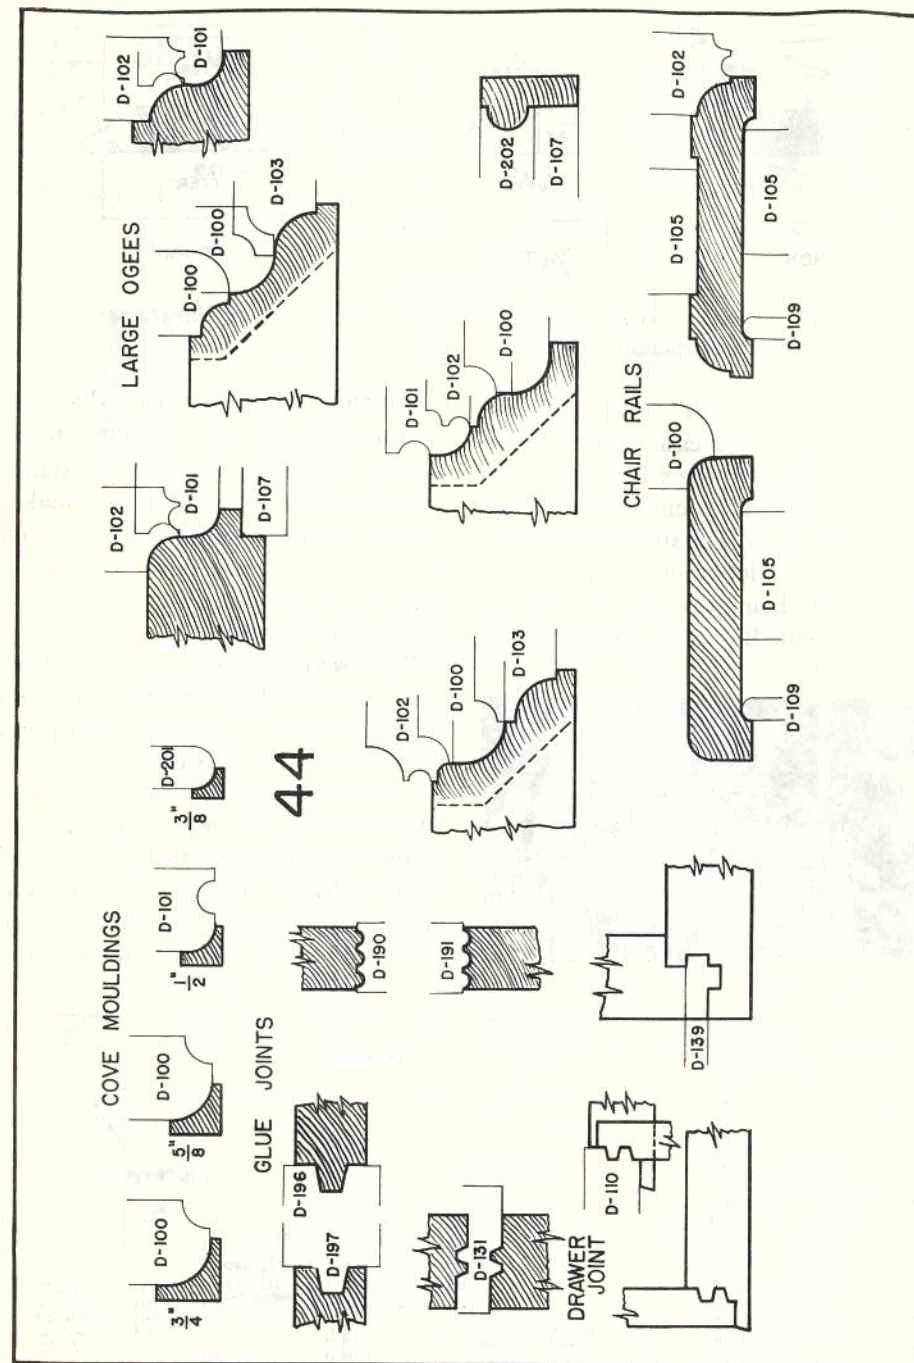 COVE MOULDINGS
D-100
3/4"
D-100
5/8"
D-101
1/2"
D-201
3/8"
LARGE OGEES
D-102
D-101
D-107
D-100
D-100
D-103
D-102
D-101
GLUE JOINTS
D-196
D-197
D-190
D-191
D-131
44
D-102
D-100
D-103
D-101
D-102
D-100
D-202
D-107
DRAWER
JOINT
D-110
D-139
CHAIR RAILS
D-100
D-105
D-109
D-102
D-105
D-105
D-109